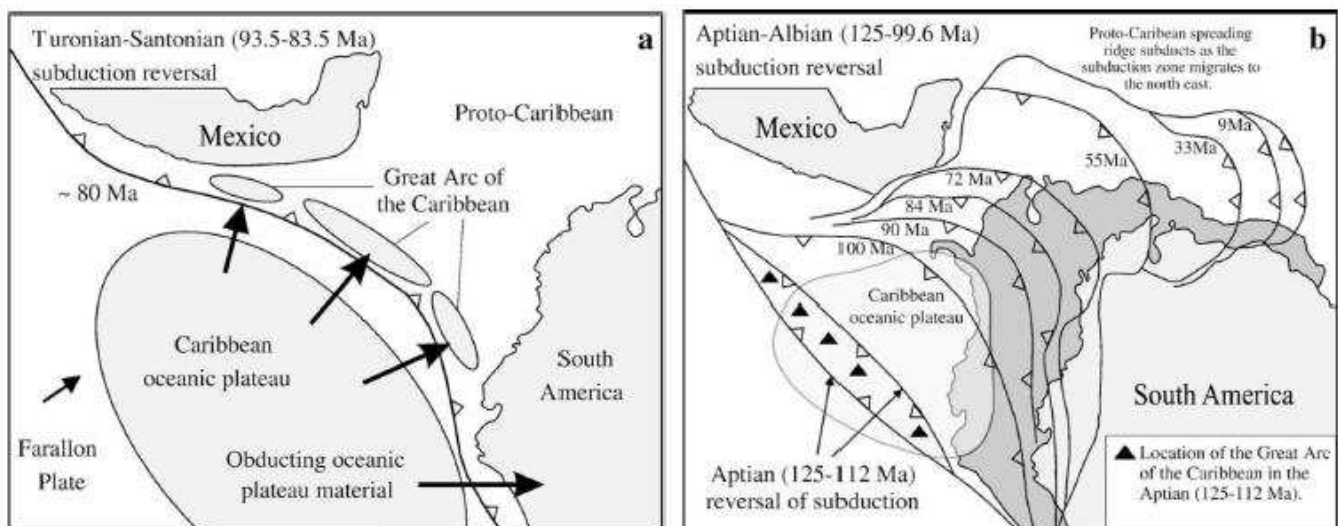 Turonian-Santonian (93.5-83.5 Ma)
subduction reversal
a
Mexico
Proto-Caribbean
~ 80 Ma
Great Arc of
the Caribbean
Caribbean
oceanic plateau
South
America
Farallon
Plate
Obducting oceanic
plateau material
Aptian-Albian (125-99.6 Ma)
subduction reversal
Proto-Caribean spreading
ridge subducts as the
subduction zone migrates to
the north east.
b
Mexico
9Ma
33Ma
55Ma
72 Ma
84 Ma
90 Ma
100 Ma
Caribbean
oceanic plateau
South America
Aptian (125-112 Ma)
reversal of subduction
Location of the Great Arc
of the Caribbean in the
Aptian (125-112 Ma).